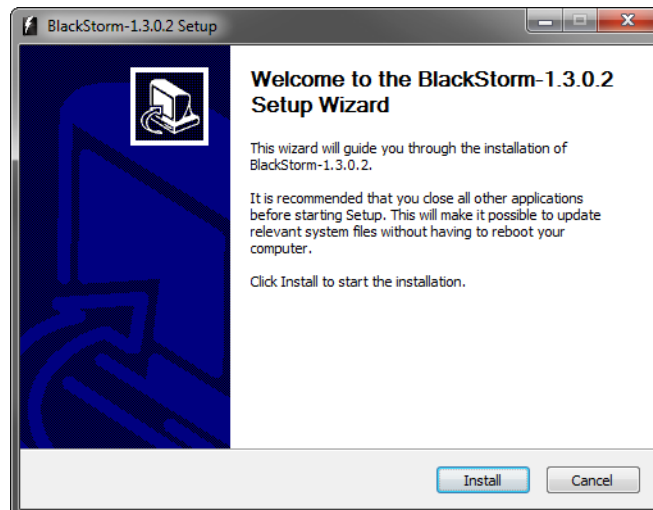 BlackStorm-1.3.0.2 Setup
Welcome to the BlackStorm-1.3.0.2
Setup Wizard
This wizard will guide you through the installation of
BlackStorm-1.3.0.2.
It is recommended that you close all other applications
before starting Setup. This will make it possible to update
relevant system files without having to reboot your
computer.
Click Install to start the installation.
Install
Cancel